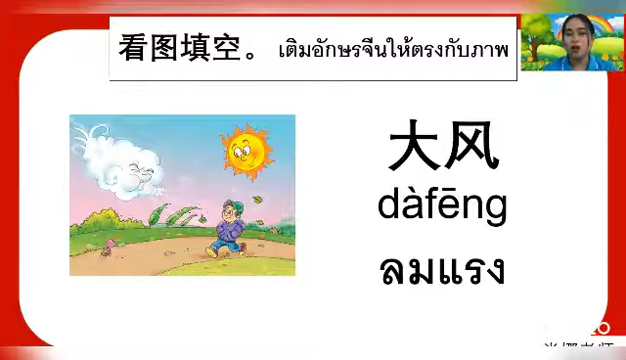 看图填空。 เติมอักษรจีนให้ตรงกับภาพ
大风
dàfēng
ลมแรง